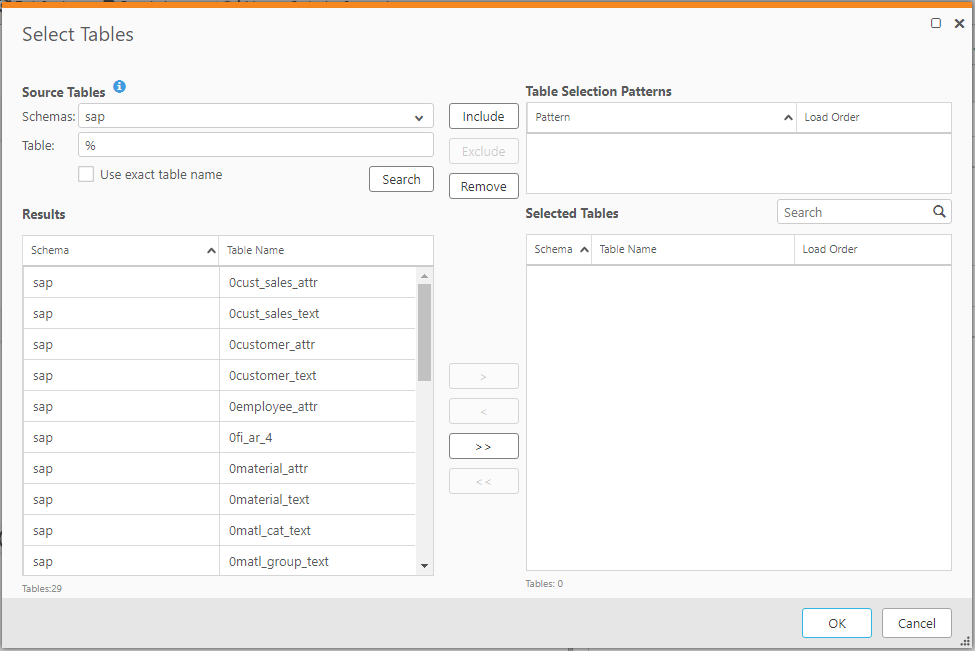 Select Tables
Source Tables
Schemas: sap
Table: %
Use exact table name
Search
Include
Exclude
Remove
Table Selection Patterns
Pattern Load Order
Results
Schema Table Name
sap 0cust_sales_attr
sap 0cust_sales_text
sap 0customer_attr
sap 0customer_text
sap 0employee_attr
sap 0fi_ar_4
sap 0material_attr
sap 0material_text
sap 0matl_cat_text
sap 0matl_group_text
Tables:29
>
<
>>
<<
Selected Tables
Search
Schema Table Name Load Order
Tables: 0
OK
Cancel